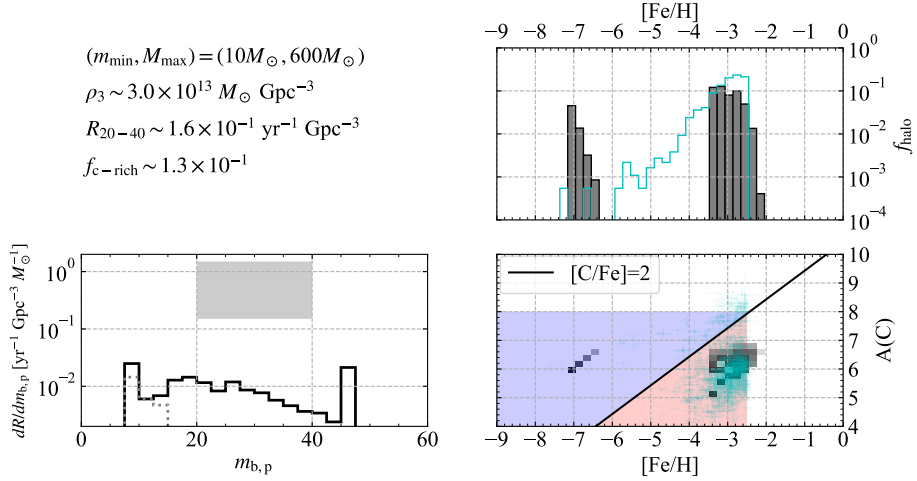 (m_min, M_max) = (10M_⊙, 600M_⊙)
ρ_3 ∼ 3.0 × 10^13 M_⊙ Gpc^−3
R_20−40 ∼ 1.6 × 10^−1 yr^−1 Gpc^−3
f_c−rich ∼ 1.3 × 10^−1
[Fe/H]
−9 −8 −7 −6 −5 −4 −3 −2 −1 0
10^0
10^−1
10^−2
10^−3
10^−4
f_halo
dR/dm_b,p [yr^−1 Gpc^−3 M_⊙^−1]
10^0
10^−1
10^−2
0 20 40 60
m_b,p
[C/Fe]=2
10
9
8
7
6
5
4
A(C)
−9 −8 −7 −6 −5 −4 −3 −2 −1 0
[Fe/H]